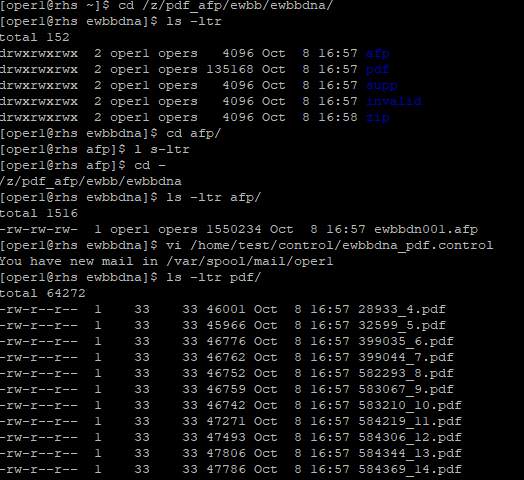 [oper1@rhs ~]$ cd /z/pdf_afp/ewbb/ewbbdna/
[oper1@rhs ewbbdna]$ ls -ltr
total 152
drwxrwxrwx  2 oper1 opers   4096 Oct  8 16:57 afp
drwxrwxrwx  2 oper1 opers 135168 Oct  8 16:57 pdf
drwxrwxrwx  2 oper1 opers   4096 Oct  8 16:57 supp
drwxrwxrwx  2 oper1 opers   4096 Oct  8 16:57 invalid
drwxrwxrwx  2 oper1 opers   4096 Oct  8 16:58 zip
[oper1@rhs ewbbdna]$ cd afp/
[oper1@rhs afp]$ l s-ltr
[oper1@rhs afp]$ cd -
/z/pdf_afp/ewbb/ewbbdna
[oper1@rhs ewbbdna]$ ls -ltr afp/
total 1516
-rw-rw-rw-  1 oper1 opers 1550234 Oct  8 16:57 ewbbdn001.afp
[oper1@rhs ewbbdna]$ vi /home/test/control/ewbbdna_pdf.control
You have new mail in /var/spool/mail/oper1
[oper1@rhs ewbbdna]$ ls -ltr pdf/
total 64272
-rw-r--r--  1    33    33 46001 Oct  8 16:57 28933_4.pdf
-rw-r--r--  1    33    33 45966 Oct  8 16:57 32599_5.pdf
-rw-r--r--  1    33    33 46776 Oct  8 16:57 399035_6.pdf
-rw-r--r--  1    33    33 46762 Oct  8 16:57 399044_7.pdf
-rw-r--r--  1    33    33 46752 Oct  8 16:57 582293_8.pdf
-rw-r--r--  1    33    33 46759 Oct  8 16:57 583067_9.pdf
-rw-r--r--  1    33    33 46742 Oct  8 16:57 583210_10.pdf
-rw-r--r--  1    33    33 47271 Oct  8 16:57 584219_11.pdf
-rw-r--r--  1    33    33 47493 Oct  8 16:57 584306_12.pdf
-rw-r--r--  1    33    33 47806 Oct  8 16:57 584344_13.pdf
-rw-r--r--  1    33    33 47786 Oct  8 16:57 584369_14.pdf